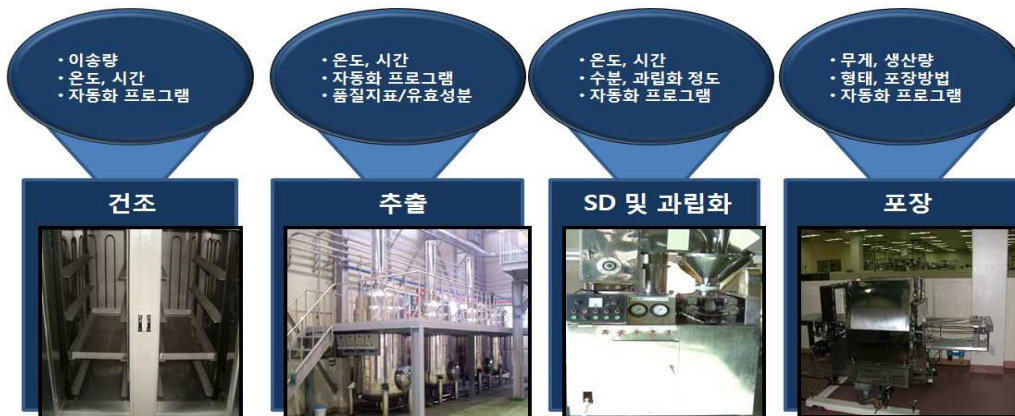 • 이송량
• 온도, 시간
• 자동화 프로그램
• 온도, 시간
• 자동화 프로그램
• 품질지표/유효성분
• 온도, 시간
• 수분, 과립화 정도
• 자동화 프로그램
• 무게, 생산량
• 형태, 포장방법
• 자동화 프로그램
건조
추출
SD 및 과립화
포장